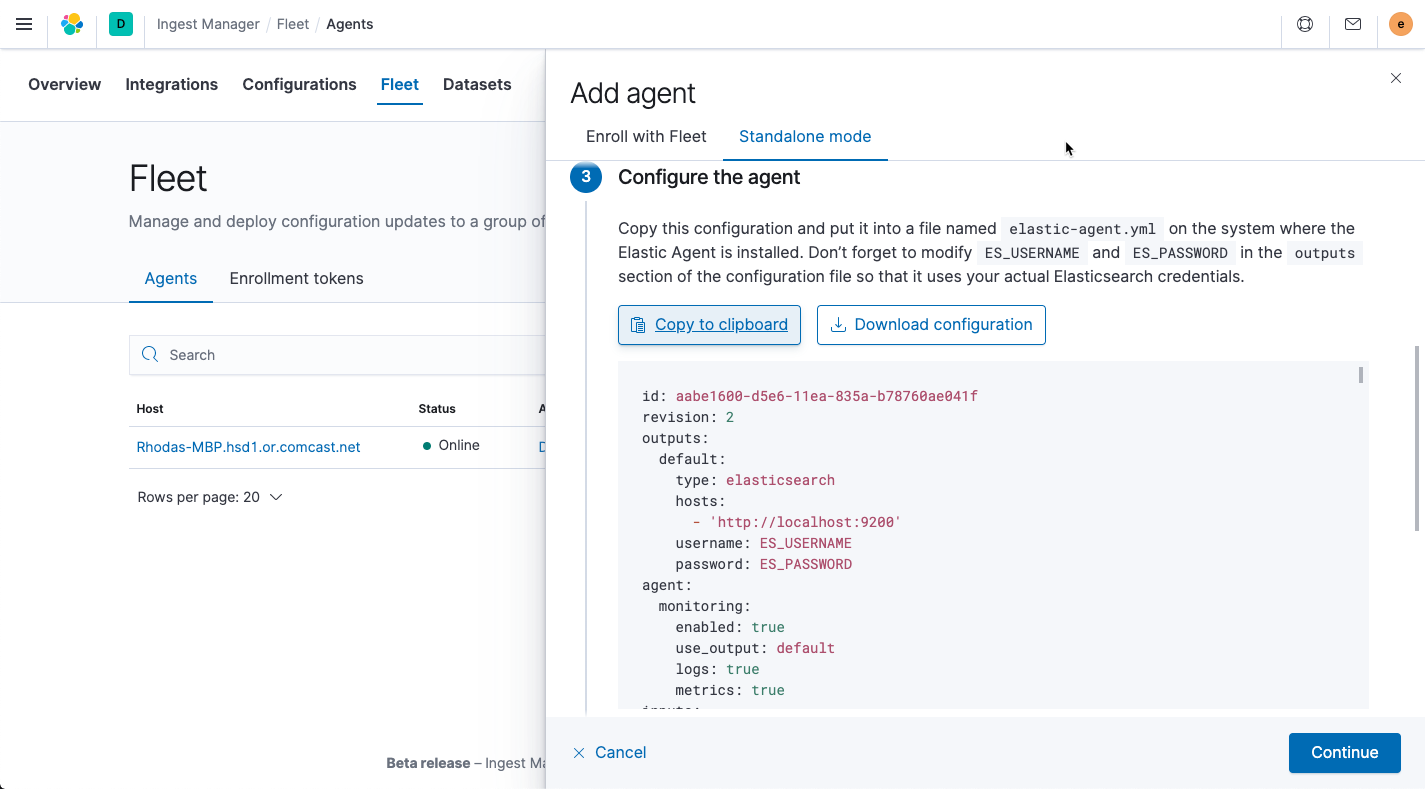 D Ingest Manager / Fleet / Agents e
Overview Integrations Configurations Fleet Datasets
Fleet
Manage and deploy configuration updates to a group of
Agents Enrollment tokens
Search
Host Status A
Rhodas-MBP.hsd1.or.comcast.net Online
Rows per page: 20
Beta release – Ingest Ma
Add agent
Enroll with Fleet Standalone mode
3 Configure the agent
Copy this configuration and put it into a file named elastic-agent.yml on the system where the
Elastic Agent is installed. Don’t forget to modify ES_USERNAME and ES_PASSWORD in the outputs
section of the configuration file so that it uses your actual Elasticsearch credentials.
Copy to clipboard Download configuration
id: aabe1600-d5e6-11ea-835a-b78760ae041f
revision: 2
outputs:
  default:
    type: elasticsearch
    hosts:
      - 'http://localhost:9200'
    username: ES_USERNAME
    password: ES_PASSWORD
agent:
  monitoring:
    enabled: true
    use_output: default
    logs: true
    metrics: true
Cancel Continue